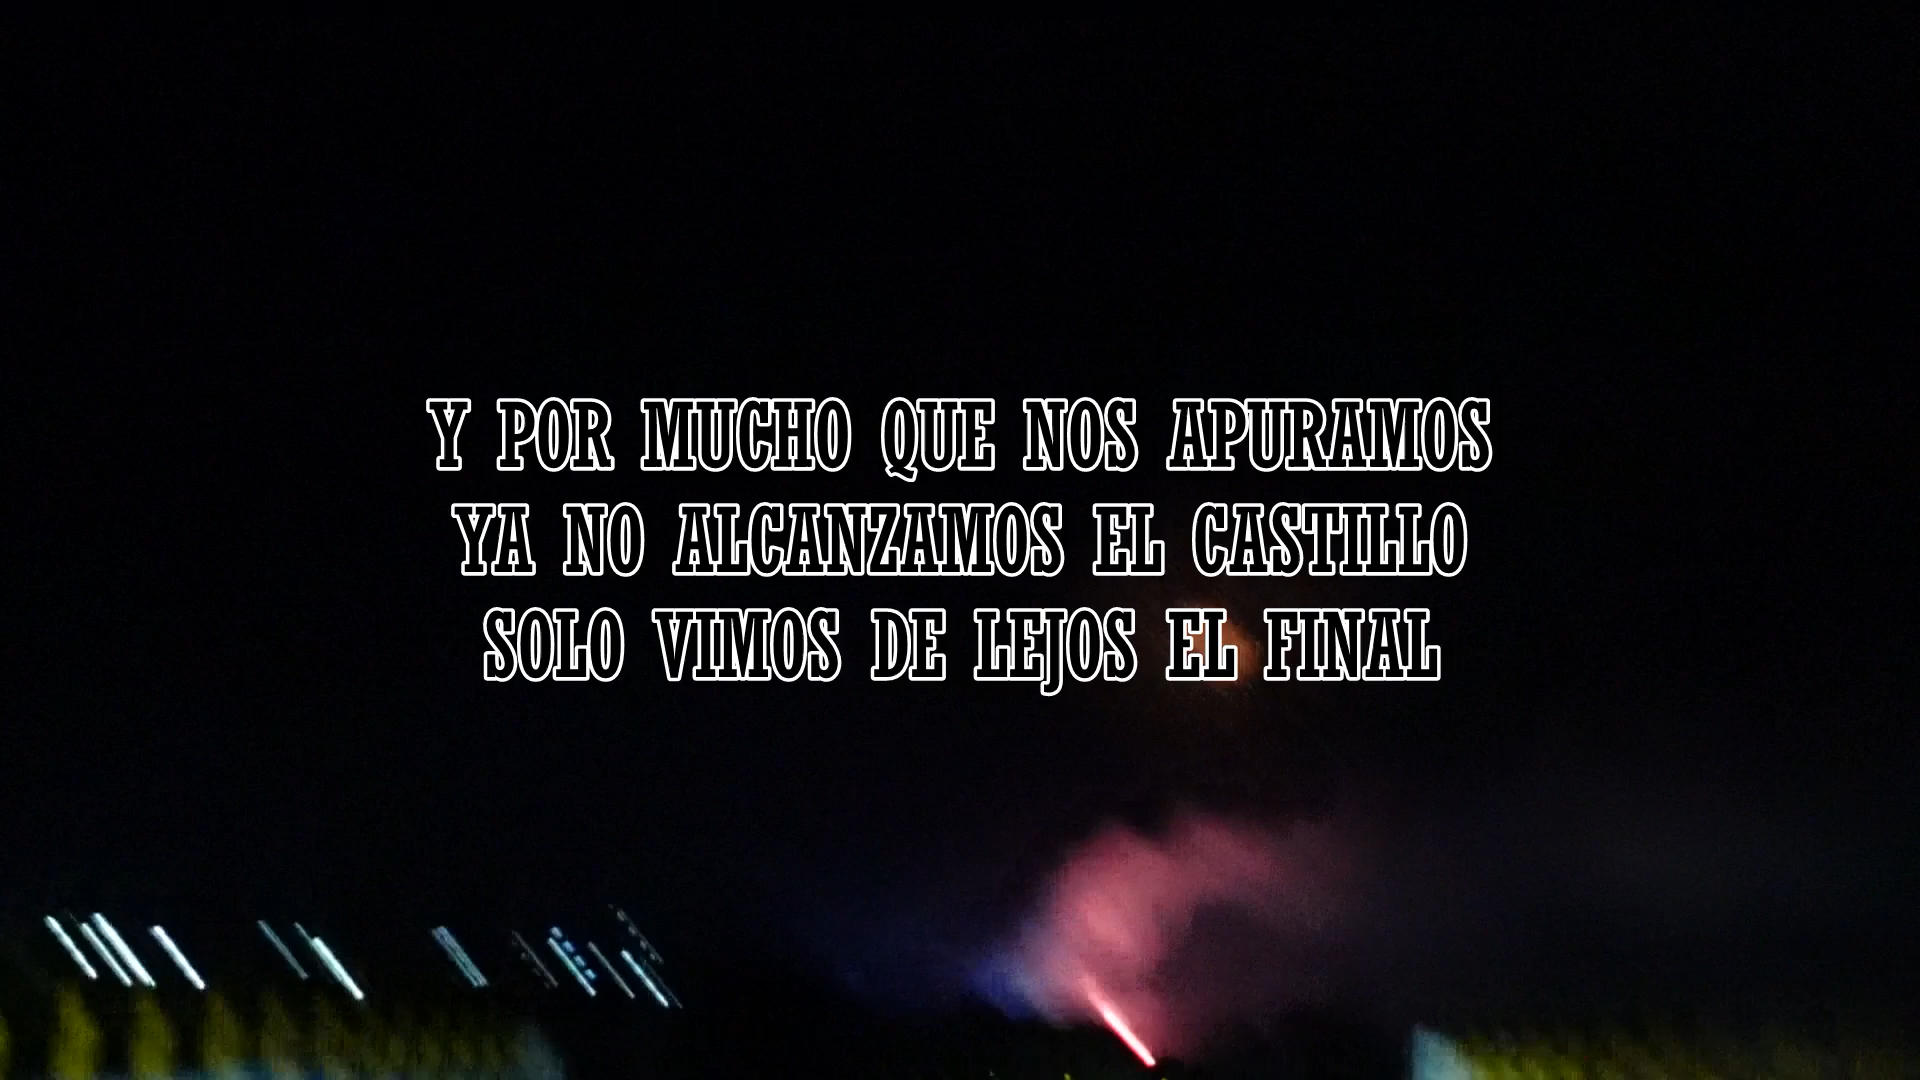 Y POR MUCHO QUE NOS APURAMOS
YA NO ALCANZAMOS EL CASTILLO
SOLO VIMOS DE LEJOS EL FINAL